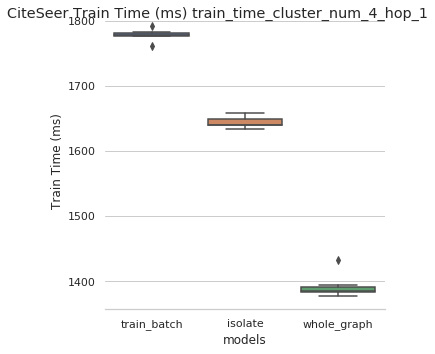 CiteSeer Train Time (ms) train_time_cluster_num_4_hop_1
1800
1700
1600
1500
1400
Train Time (ms)
train_batch isolate whole_graph
models